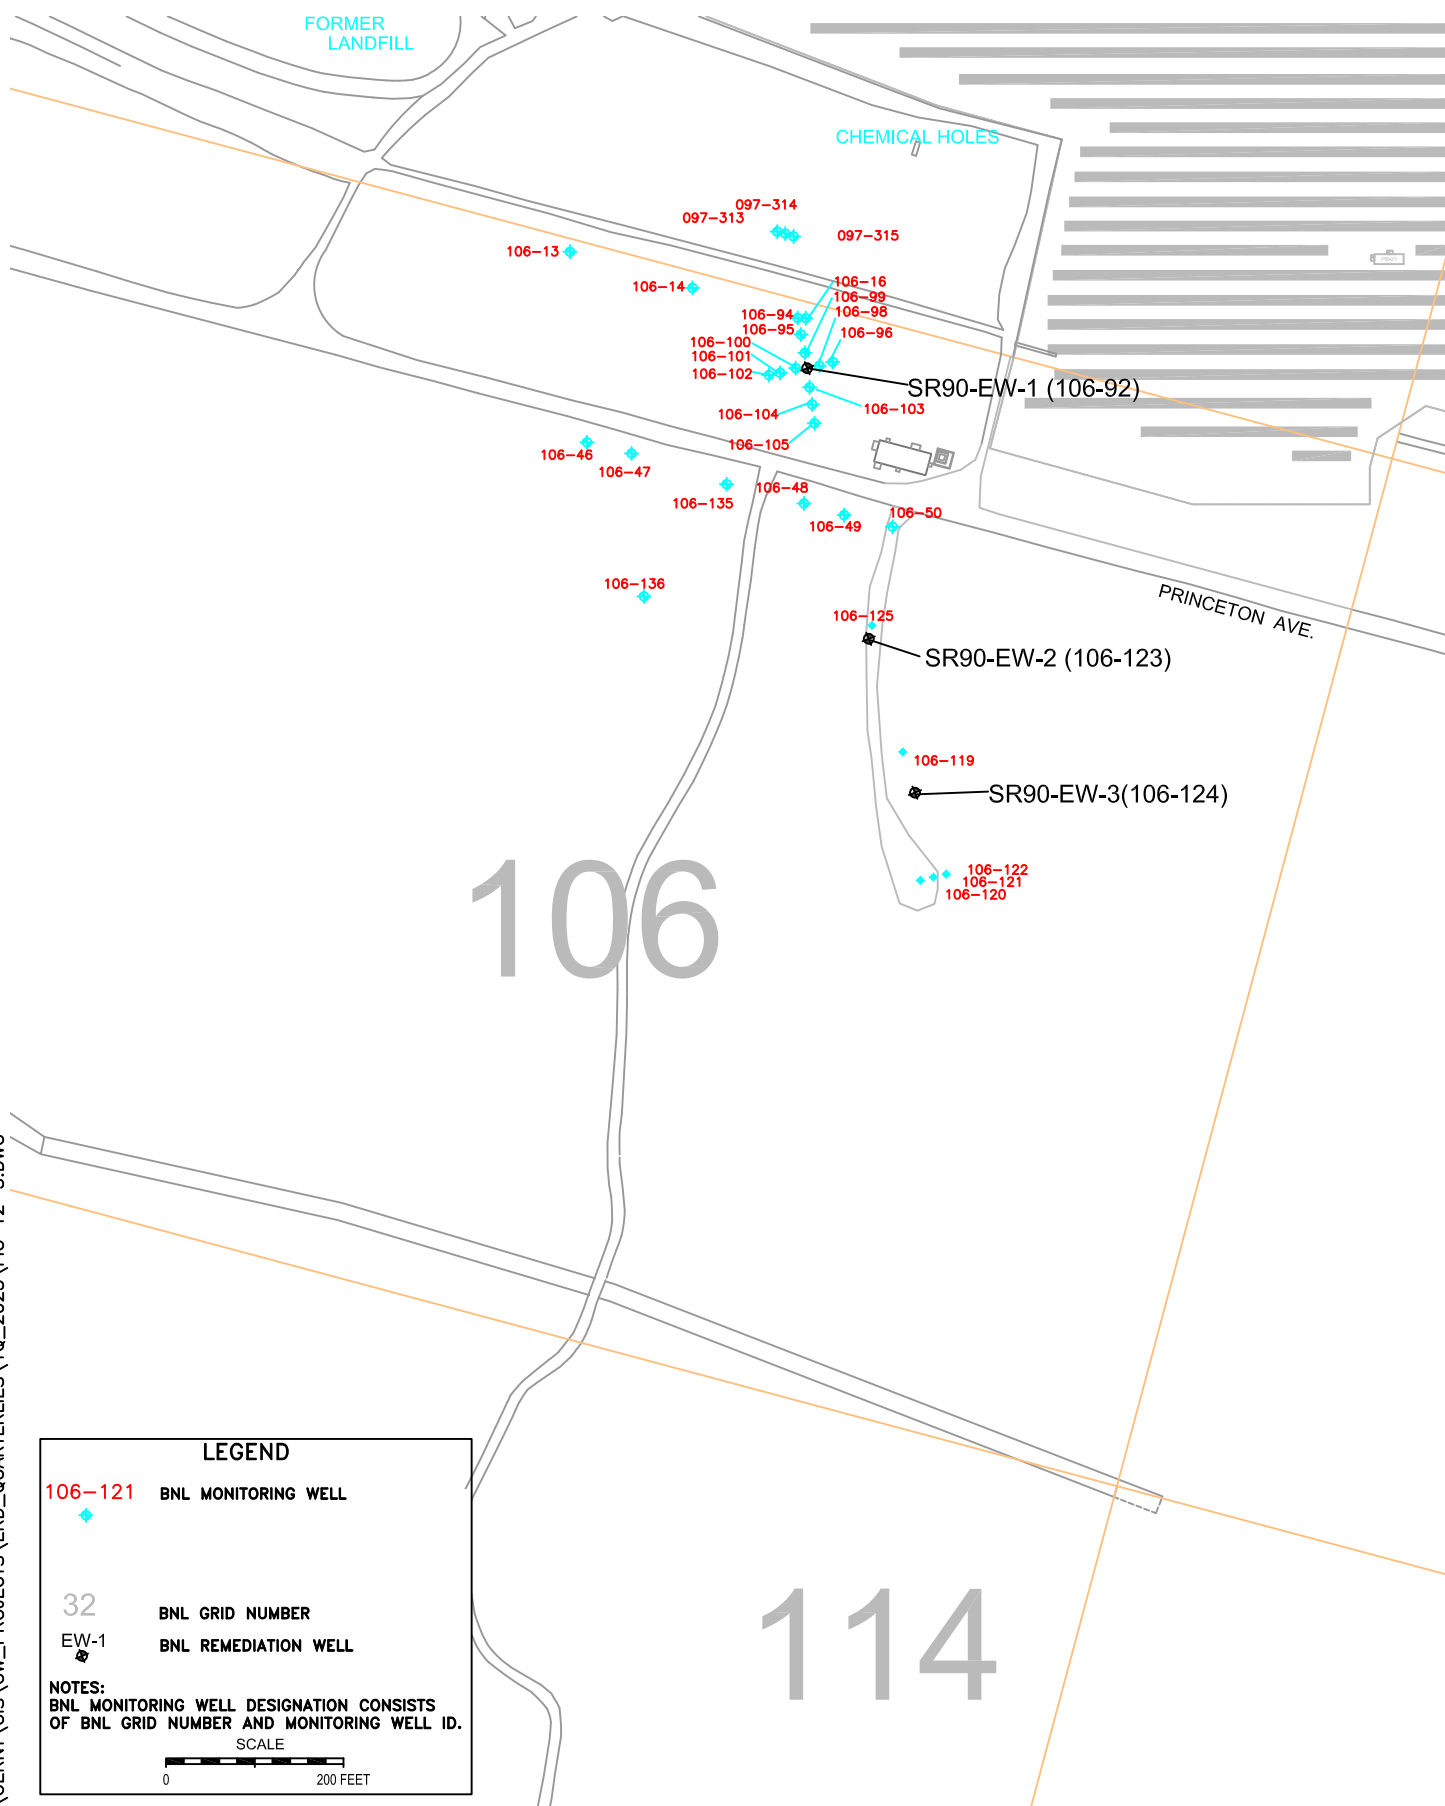 FORMER
LANDFILL
CHEMICAL HOLES
097-314
097-313
097-315
106-13
106-14
106-16
106-99
106-94
106-98
106-95
106-96
106-100
106-101
106-102
SR90-EW-1 (106-92)
106-103
106-104
106-105
106-46
106-47
106-48
106-135
106-49
106-50
106-136
PRINCETON AVE.
106-125
SR90-EW-2 (106-123)
106-119
SR90-EW-3(106-124)
106
106-122
106-121
106-120
114
LEGEND
106-121 BNL MONITORING WELL
32 BNL GRID NUMBER
EW-1 BNL REMEDIATION WELL
NOTES:
BNL MONITORING WELL DESIGNATION CONSISTS
OF BNL GRID NUMBER AND MONITORING WELL ID.
SCALE
0 200 FEET